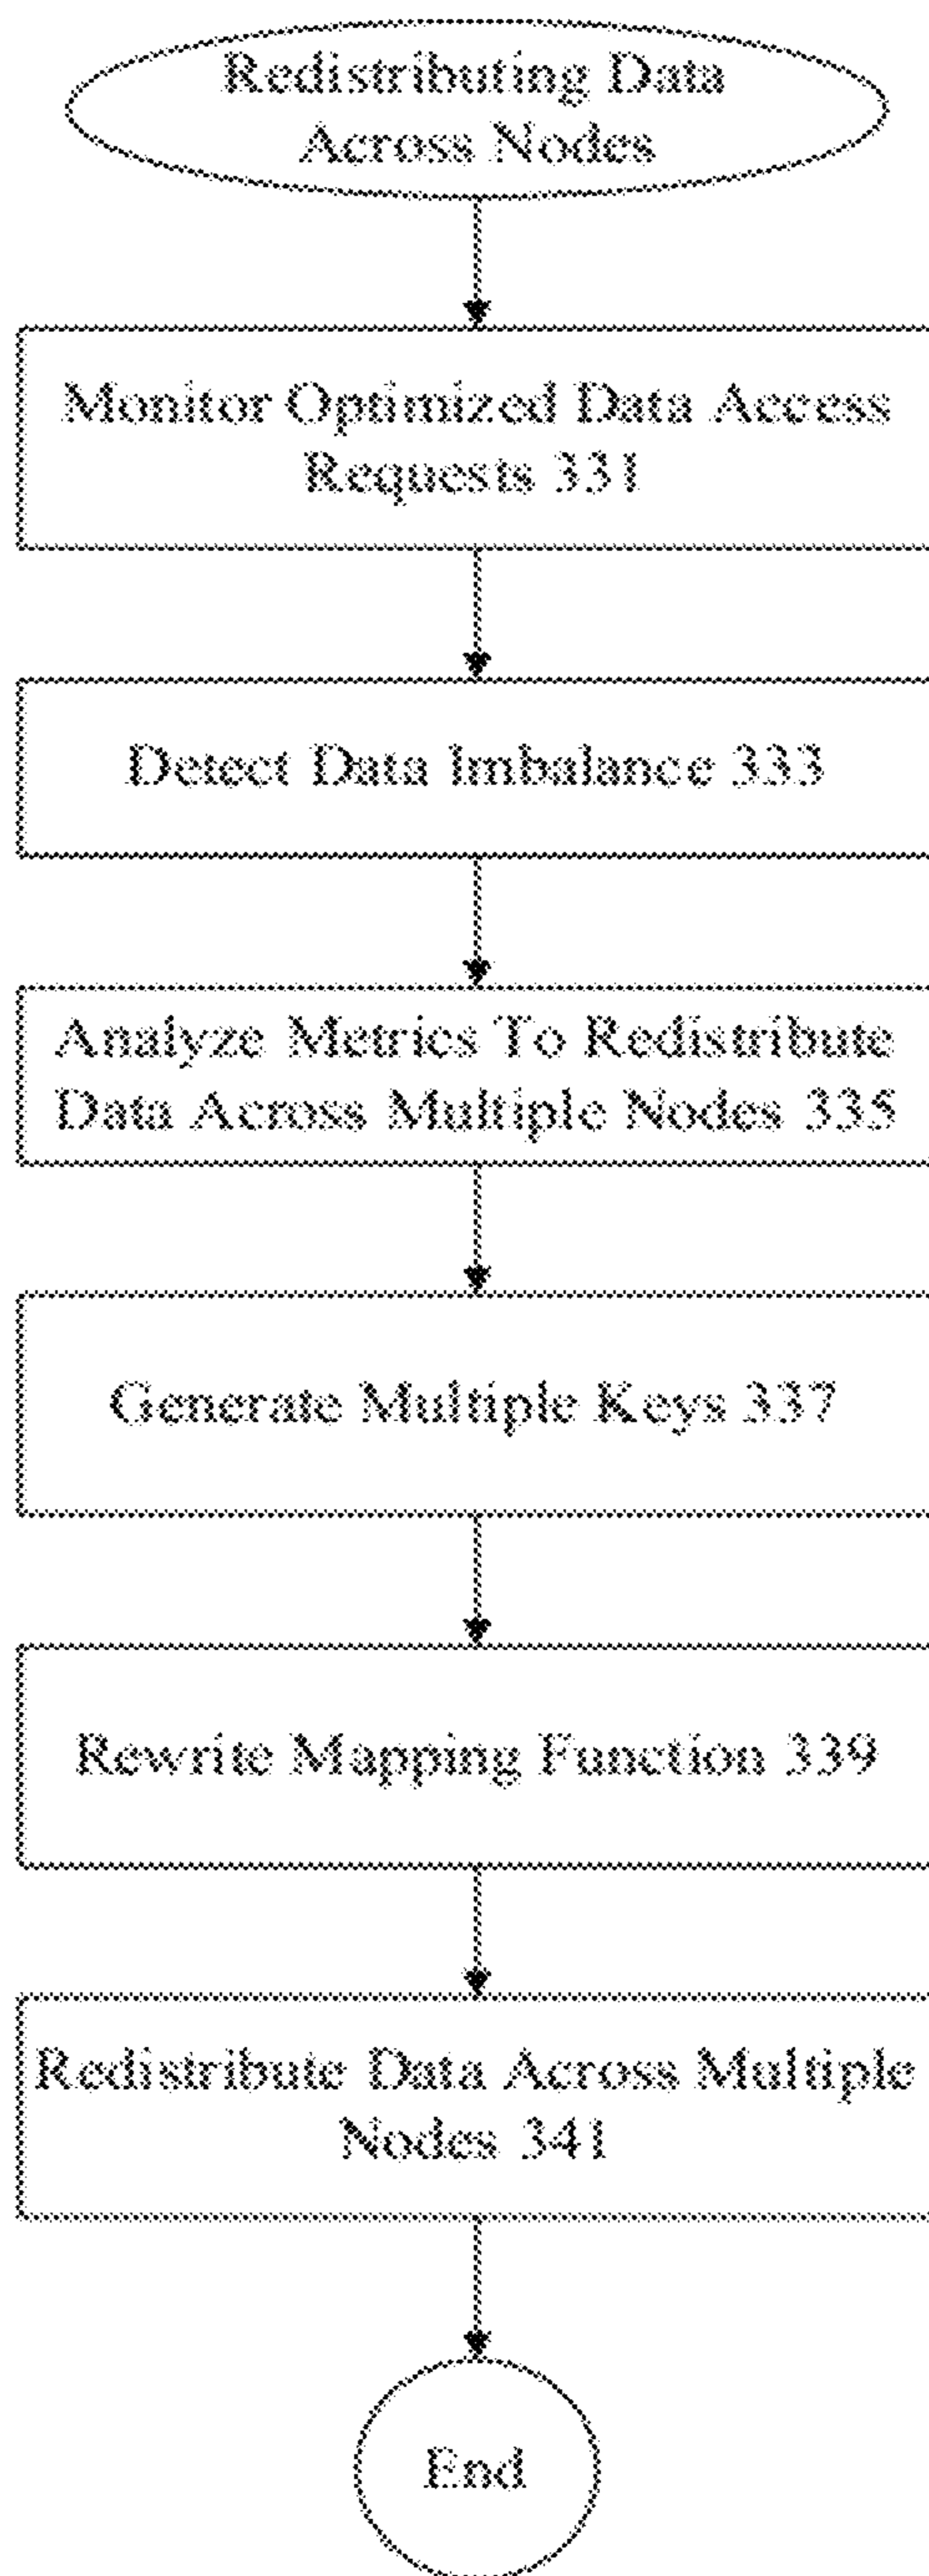 Redistributing Data
Across Nodes
Monitor Optimized Data Access
Requests 331
Detect Data Imbalance 333
Analyze Metrics To Redistribute
Data Across Multiple Nodes 335
Generate Multiple Keys 337
Rewrite Mapping Function 339
Redistribute Data Across Multiple
Nodes 341
End